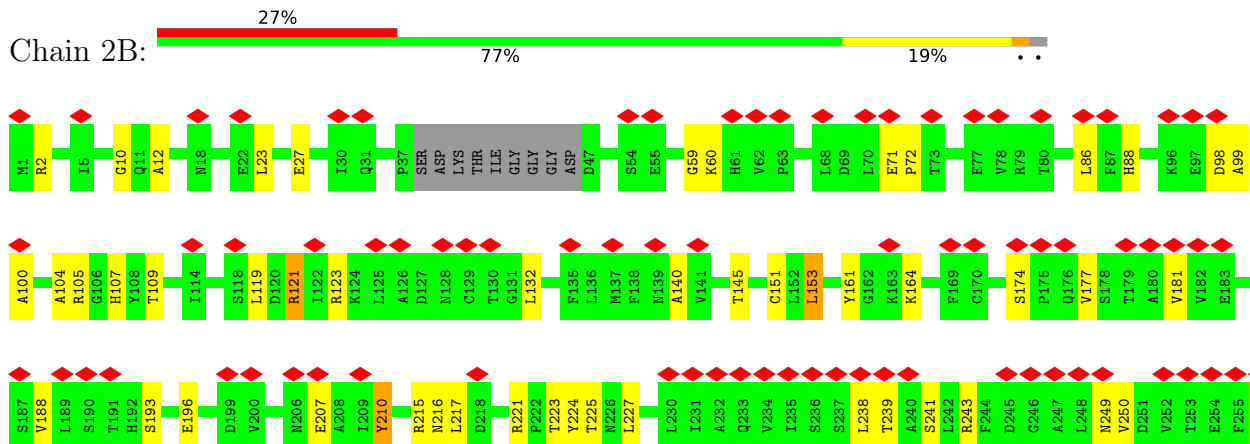 27%
Chain 2B:
77% 19% • •
M1 R2 I5 G10 Q11 A12 N18 E22 L23 E27 I30 Q31 P37 SER ASP LYS THR ILE GLY GLY GLY ASP D47 S54 E55 G59 K60 H61 V62 P63 L68 D69 L70 E71 P72 T73 E77 V78 R79 T80 L86 F87 H88 K96 E97 D98 A99
A100 A104 R105 G106 H107 Y108 T109 I114 S118 L119 D120 R121 I122 R123 K124 L125 A126 D127 N128 C129 T130 G131 L132 F135 L136 M137 F138 N139 A140 V141 T145 C151 L152 L153 Y161 G162 K163 K164 F169 C170 S174 P175 Q176 V177 S178 T179 A180 V181 V182 E183
S187 V188 L189 S190 T191 H192 S193 E196 D199 V200 N206 E207 A208 I209 Y210 R215 N216 L217 D218 R221 P222 T223 Y224 T225 N226 L227 L230 I231 A232 Q233 V234 I235 S236 S237 L238 T239 A240 S241 L242 R243 F244 D245 G246 A247 L248 N249 V250 D251 V252 T253 E254 F255